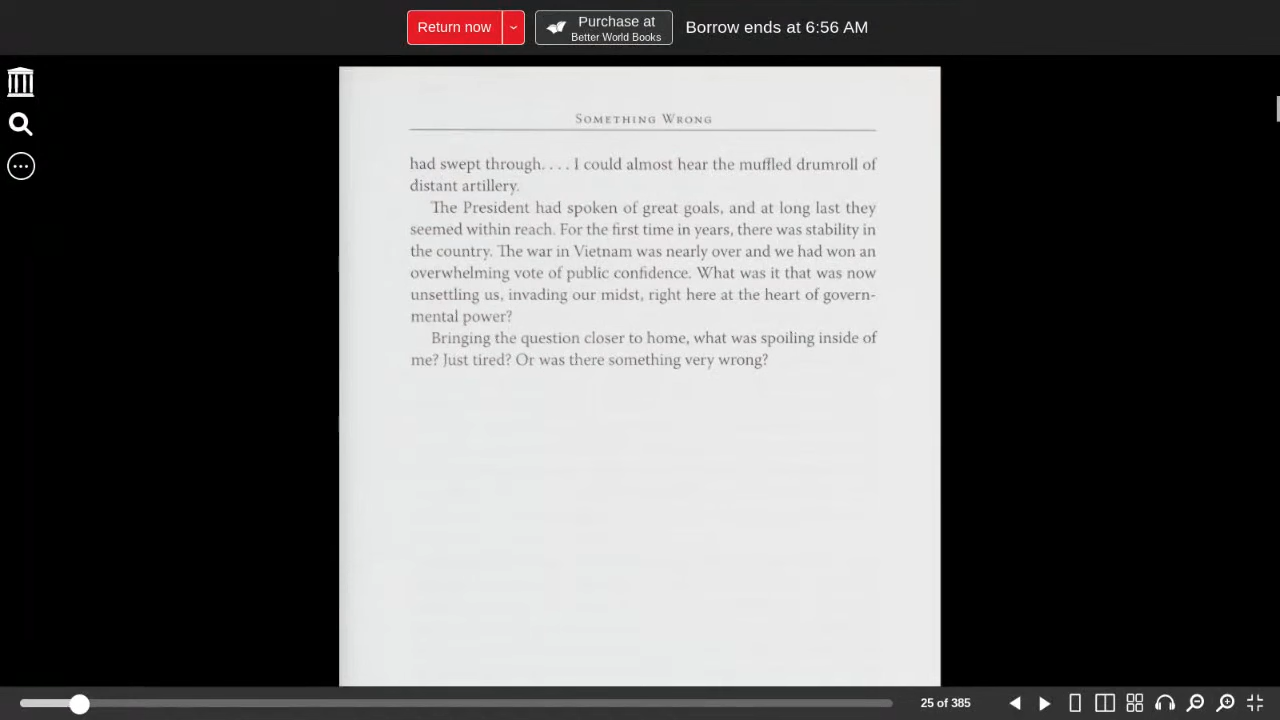 Return now
Purchase at
Better World Books
Borrow ends at 6:56 AM
SOMETHING WRONG
had swept through. . . . I could almost hear the muffled drumroll of
distant artillery.
The President had spoken of great goals, and at long last they
seemed within reach. For the first time in years, there was stability in
the country. The war in Vietnam was nearly over and we had won an
overwhelming vote of public confidence. What was it that was now
unsettling us, invading our midst, right here at the heart of govern-
mental power?
Bringing the question closer to home, what was spoiling inside of
me? Just tired? Or was there something very wrong?
25 of 385